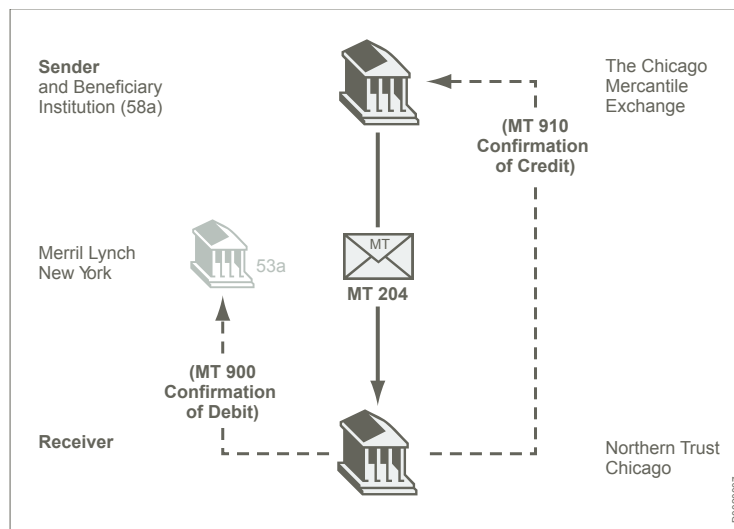 Sender
and Beneficiary
Institution (58a)
The Chicago
Mercantile
Exchange
(MT 910
Confirmation
of Credit)
Merril Lynch
New York
53a
MT
MT 204
(MT 900
Confirmation
of Debit)
Receiver
Northern Trust
Chicago